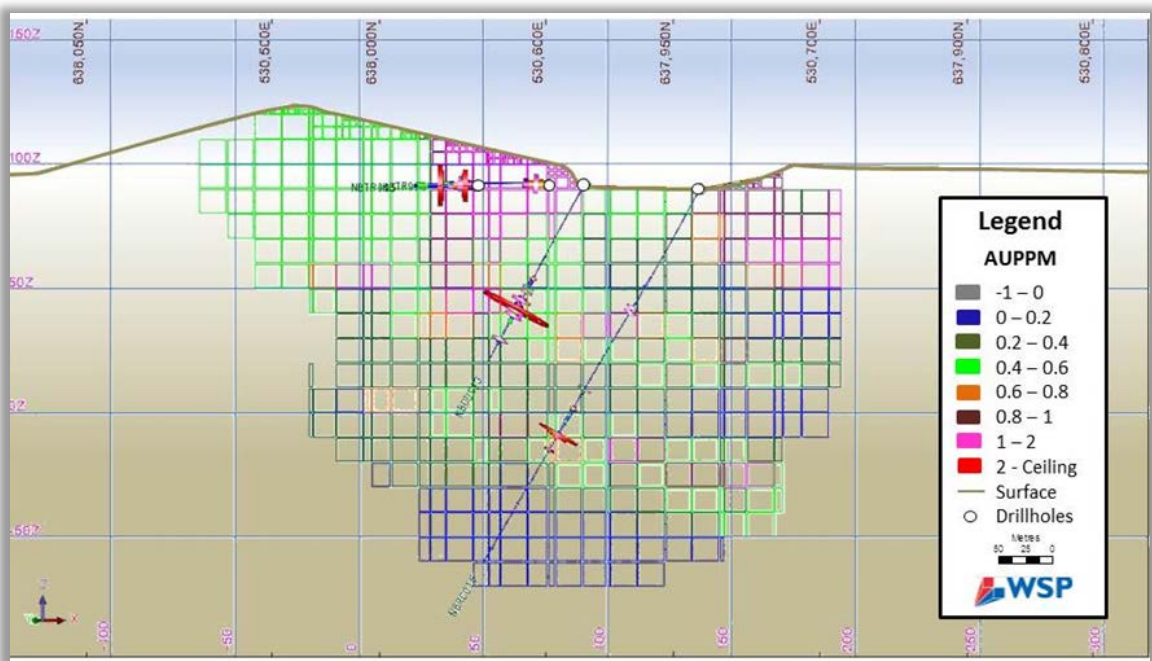 638,050N
530,500E
638,000N
530,600E
637,950N
530,700E
637,900N
530,800E
150Z
100Z
50Z
0Z
-50Z
-100
-50
0
50
100
150
200
250
300
Legend
AUPPM
-1 – 0
0 – 0.2
0.2 – 0.4
0.4 – 0.6
0.6 – 0.8
0.8 – 1
1 – 2
2 - Ceiling
Surface
Drillholes
Metres
50 25 0
WSP